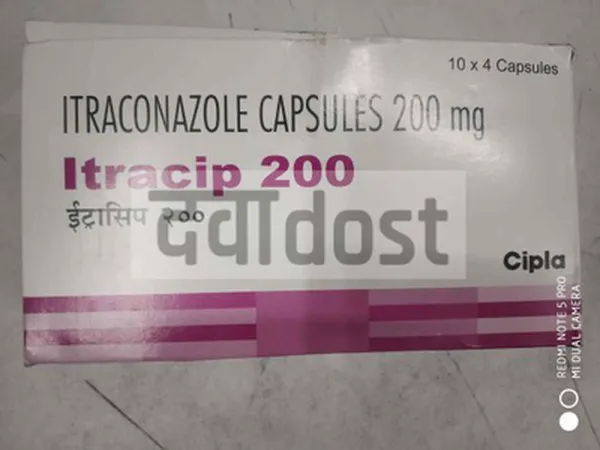 10 x 4 Capsules
ITRACONAZOLE CAPSULES 200 mg
Itracip 200
ईट्रासिप २००
दवाdost
Cipla
REDMI NOTE 5 PRO
MI DUAL CAMERA